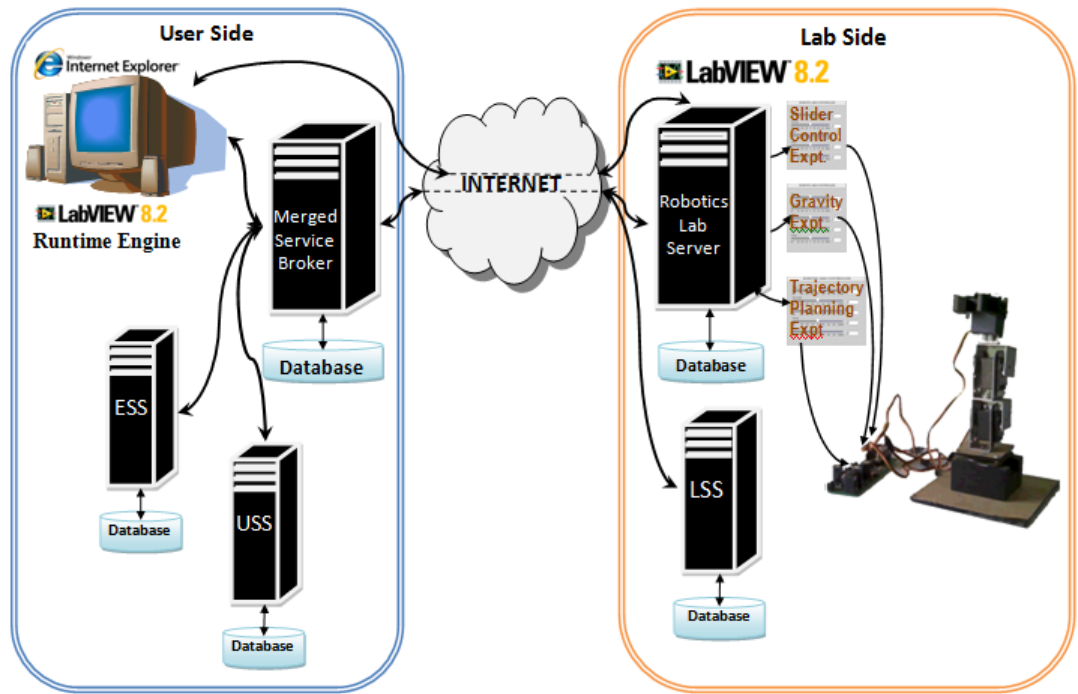 User Side
Windows
Internet Explorer
LabVIEW 8.2
Runtime Engine
Merged
Service
Broker
Database
ESS
Database
USS
Database
INTERNET
Lab Side
LabVIEW 8.2
Robotics
Lab
Server
Database
Slider
Control
Expt.
Gravity
Expt
Trajectory
Planning
Expt
LSS
Database